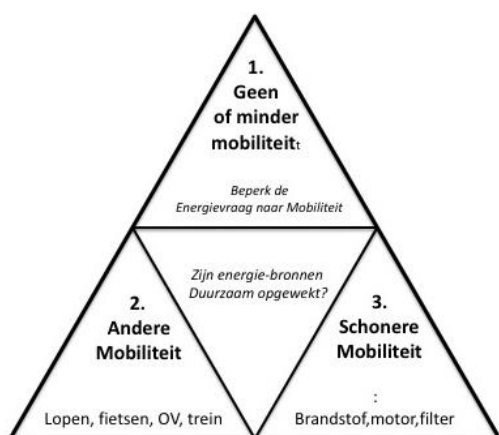 1.
Geen
of minder
mobiliteitt
Beperk de
Energievraag naar Mobiliteit
Zijn energie-bronnen
Duurzaam opgewekt?
2.
Andere
Mobiliteit
Lopen, fietsen, OV, trein
3.
Schonere
Mobiliteit
:
Brandstof,motor,filter